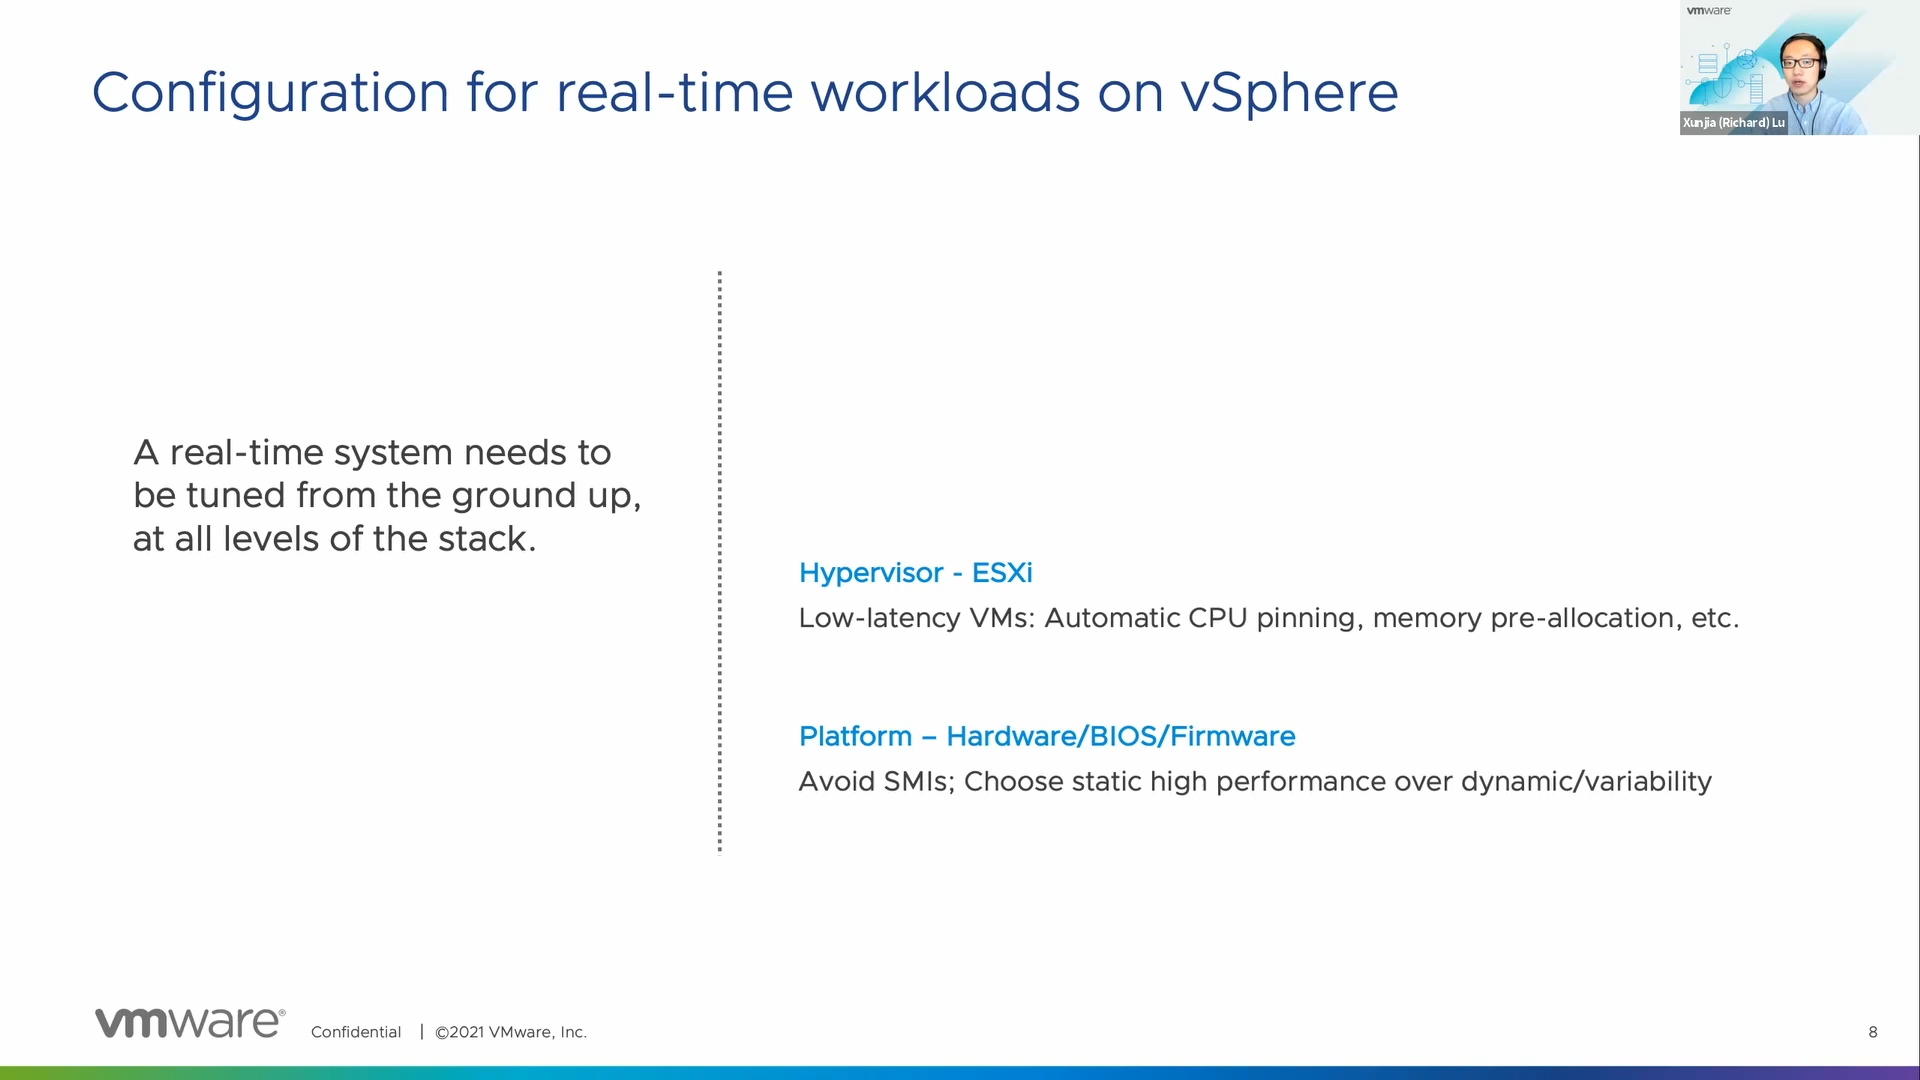 vmware
Configuration for real-time workloads on vSphere
Xunjia (Richard) Lu
A real-time system needs to
be tuned from the ground up,
at all levels of the stack.
Hypervisor - ESXi
Low-latency VMs: Automatic CPU pinning, memory pre-allocation, etc.
Platform – Hardware/BIOS/Firmware
Avoid SMIs; Choose static high performance over dynamic/variability
vmware® Confidential | ©2021 VMware, Inc. 8